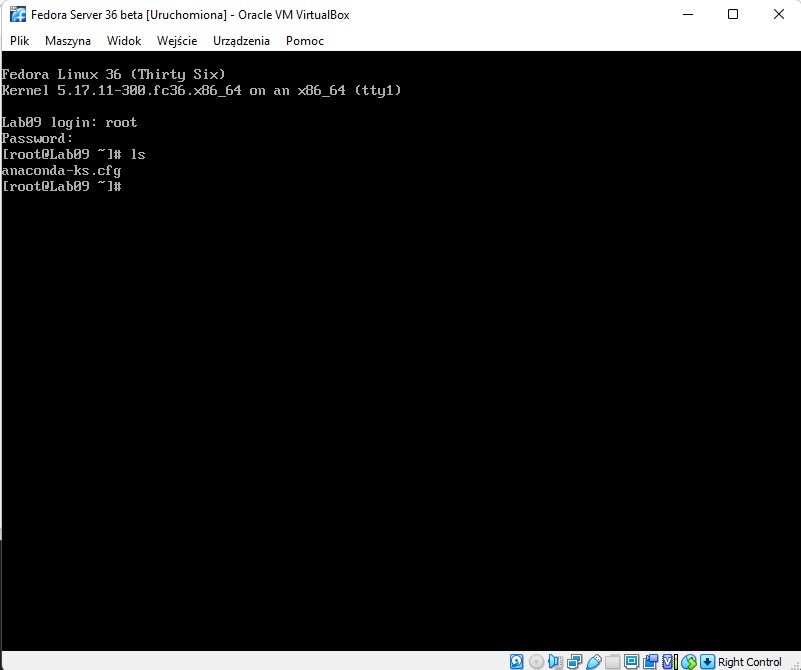 Fedora Server 36 beta [Uruchomiona] - Oracle VM VirtualBox
Plik Maszyna Widok Wejście Urządzenia Pomoc
Fedora Linux 36 (Thirty Six)
Kernel 5.17.11-300.fc36.x86_64 on an x86_64 (tty1)
Lab09 login: root
Password:
[root@Lab09 ~]# ls
anaconda-ks.cfg
[root@Lab09 ~]#
Right Control